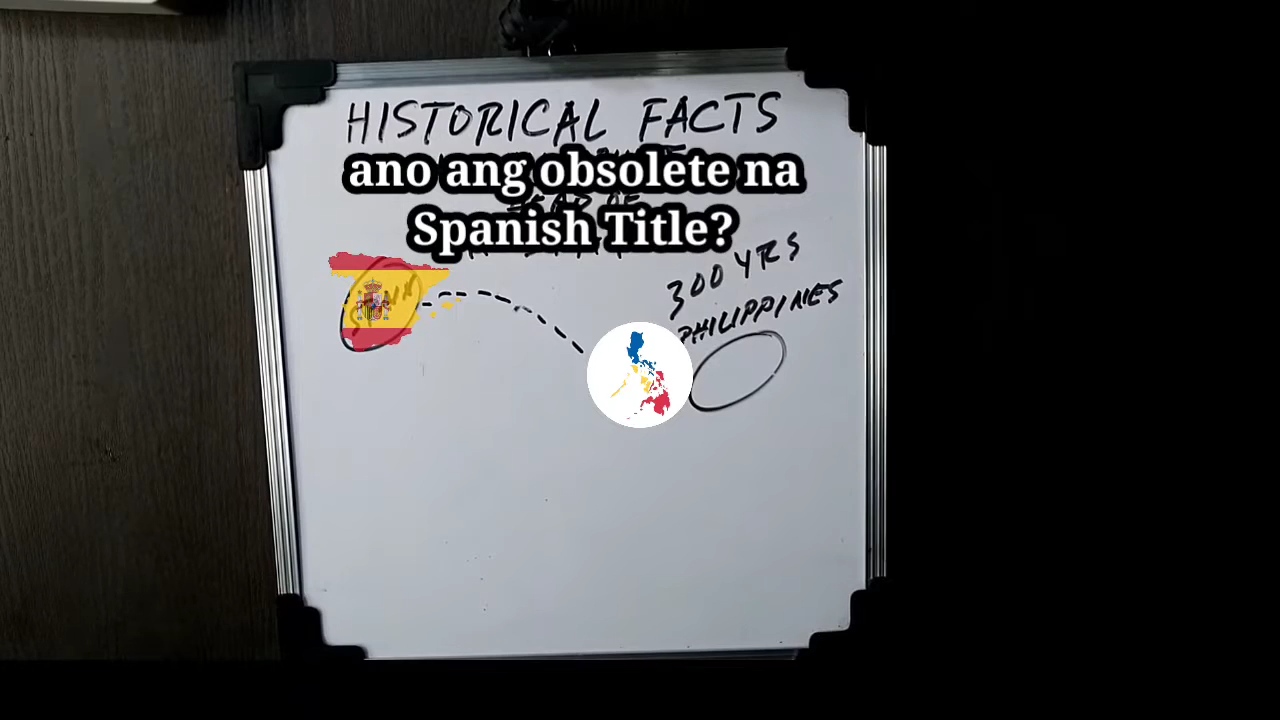 HISTORICAL FACTS
ano ang obsolete na
Spanish Title?
300 YRS
PHILIPPINES